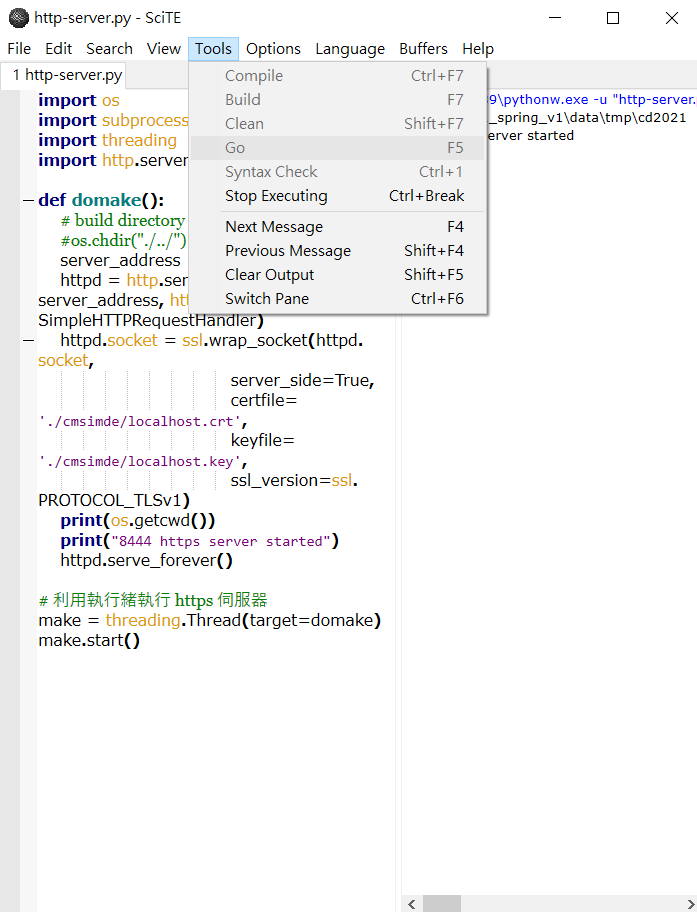 http-server.py - SciTE
File Edit Search View Tools Options Language Buffers Help
1 http-server.py
Compile Ctrl+F7
Build F7
Clean Shift+F7
Go F5
Syntax Check Ctrl+1
Stop Executing Ctrl+Break
Next Message F4
Previous Message Shift+F4
Clear Output Shift+F5
Switch Pane Ctrl+F6
import os
import subprocess
import threading
import http.server
def domake():
# build directory
#os.chdir("./../")
server_address
httpd = http.ser
server_address, ht
SimpleHTTPRequestHandler)
httpd.socket = ssl.wrap_socket(httpd.
socket,
server_side=True,
certfile=
'./cmsimde/localhost.crt',
keyfile=
'./cmsimde/localhost.key',
ssl_version=ssl.
PROTOCOL_TLSv1)
print(os.getcwd())
print("8444 https server started")
httpd.serve_forever()
# 利用執行緒執行 https 伺服器
make = threading.Thread(target=domake)
make.start()
9\pythonw.exe -u "http-server.
_spring_v1\data\tmp\cd2021
erver started